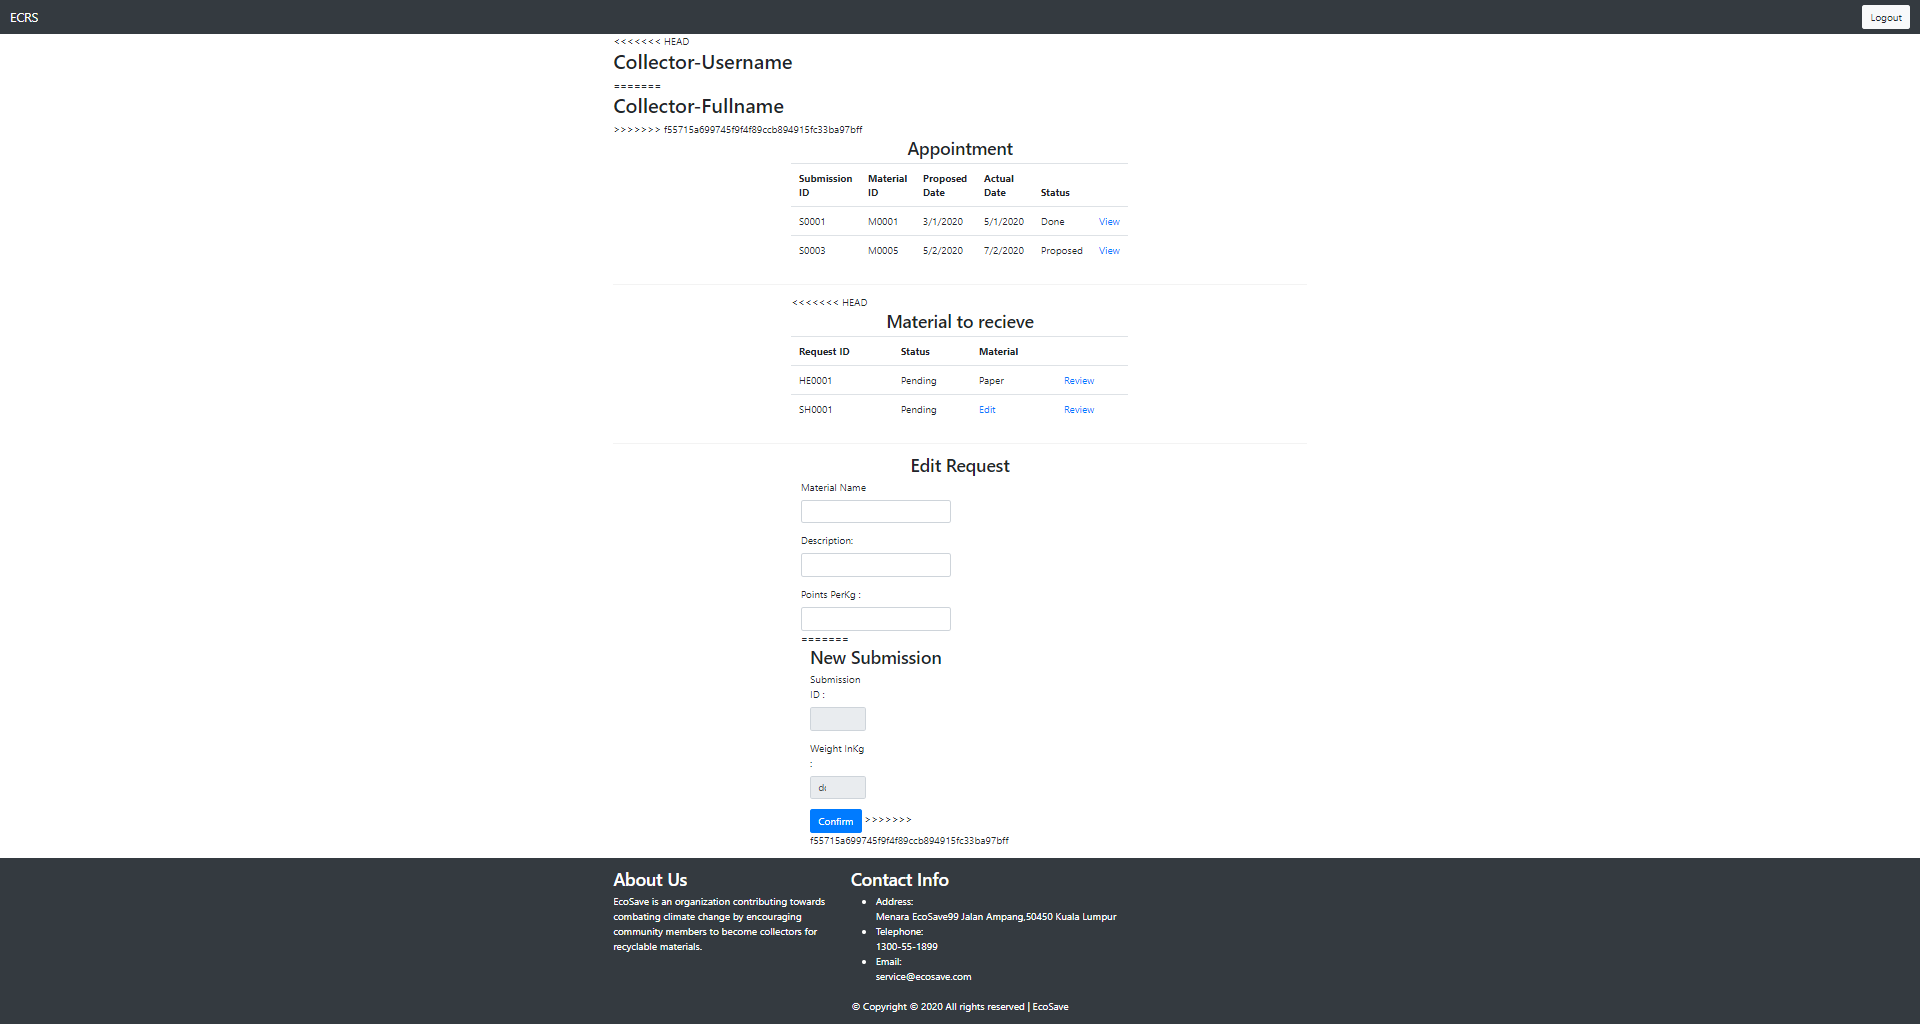 ECRS
Logout
<<<<<<< HEAD
Collector-Username
=======
Collector-Fullname
>>>>>>> f55715a699745f9f4f89ccb894915fc33ba97bff
Appointment
Submission ID Material ID Proposed Date Actual Date Status
S0001 M0001 3/1/2020 5/1/2020 Done View
S0003 M0005 5/2/2020 7/2/2020 Proposed View
<<<<<<< HEAD
Material to recieve
Request ID Status Material
HE0001 Pending Paper Review
SH0001 Pending Edit Review
Edit Request
Material Name
Description:
Points PerKg :
=======
New Submission
Submission
ID :
Weight InKg
:
Confirm >>>>>>>
f55715a699745f9f4f89ccb894915fc33ba97bff
About Us
EcoSave is an organization contributing towards
combating climate change by encouraging
community members to become collectors for
recyclable materials.
Contact Info
Address:
Menara EcoSave99 Jalan Ampang,50450 Kuala Lumpur
Telephone:
1300-55-1899
Email:
service@ecosave.com
© Copyright © 2020 All rights reserved | EcoSave